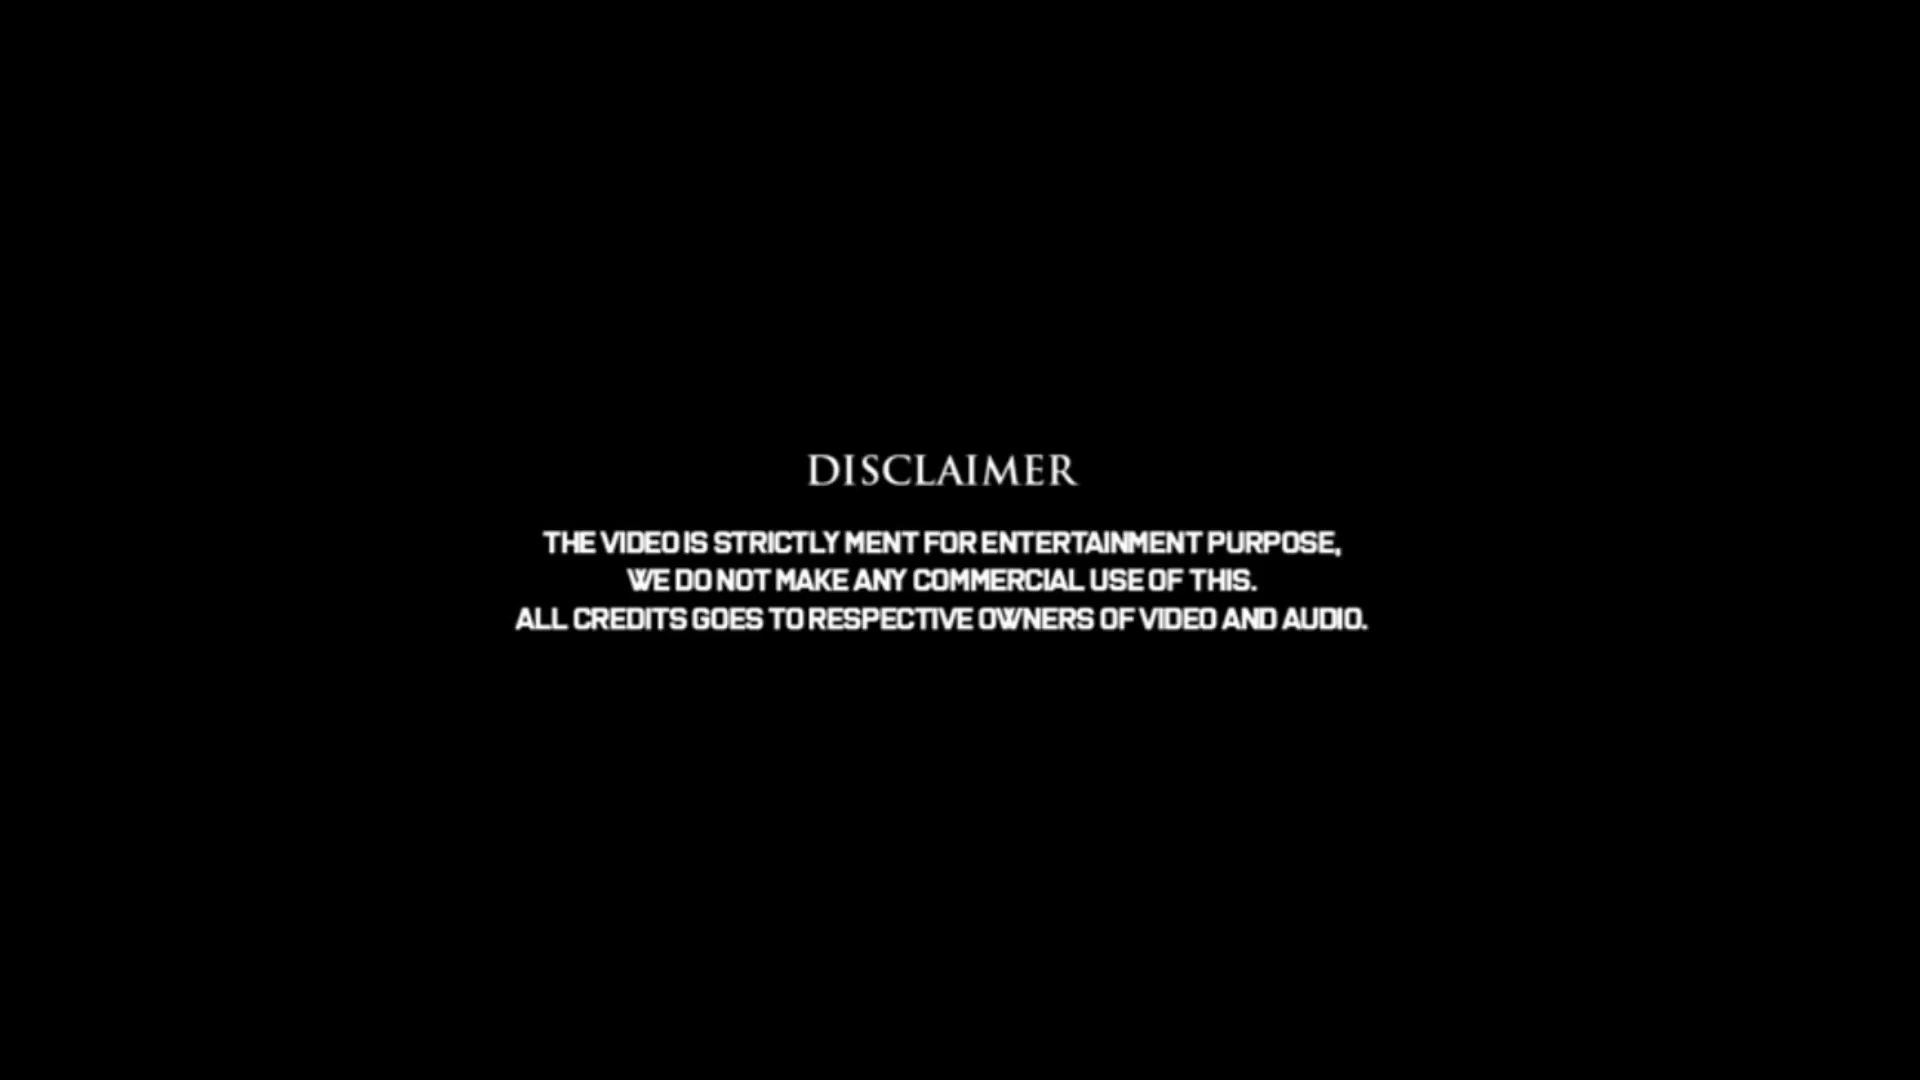 DISCLAIMER
THE VIDEO IS STRICTLY MENT FOR ENTERTAINMENT PURPOSE,
WE DO NOT MAKE ANY COMMERCIAL USE OF THIS.
ALL CREDITS GOES TO RESPECTIVE OWNERS OF VIDEO AND AUDIO.